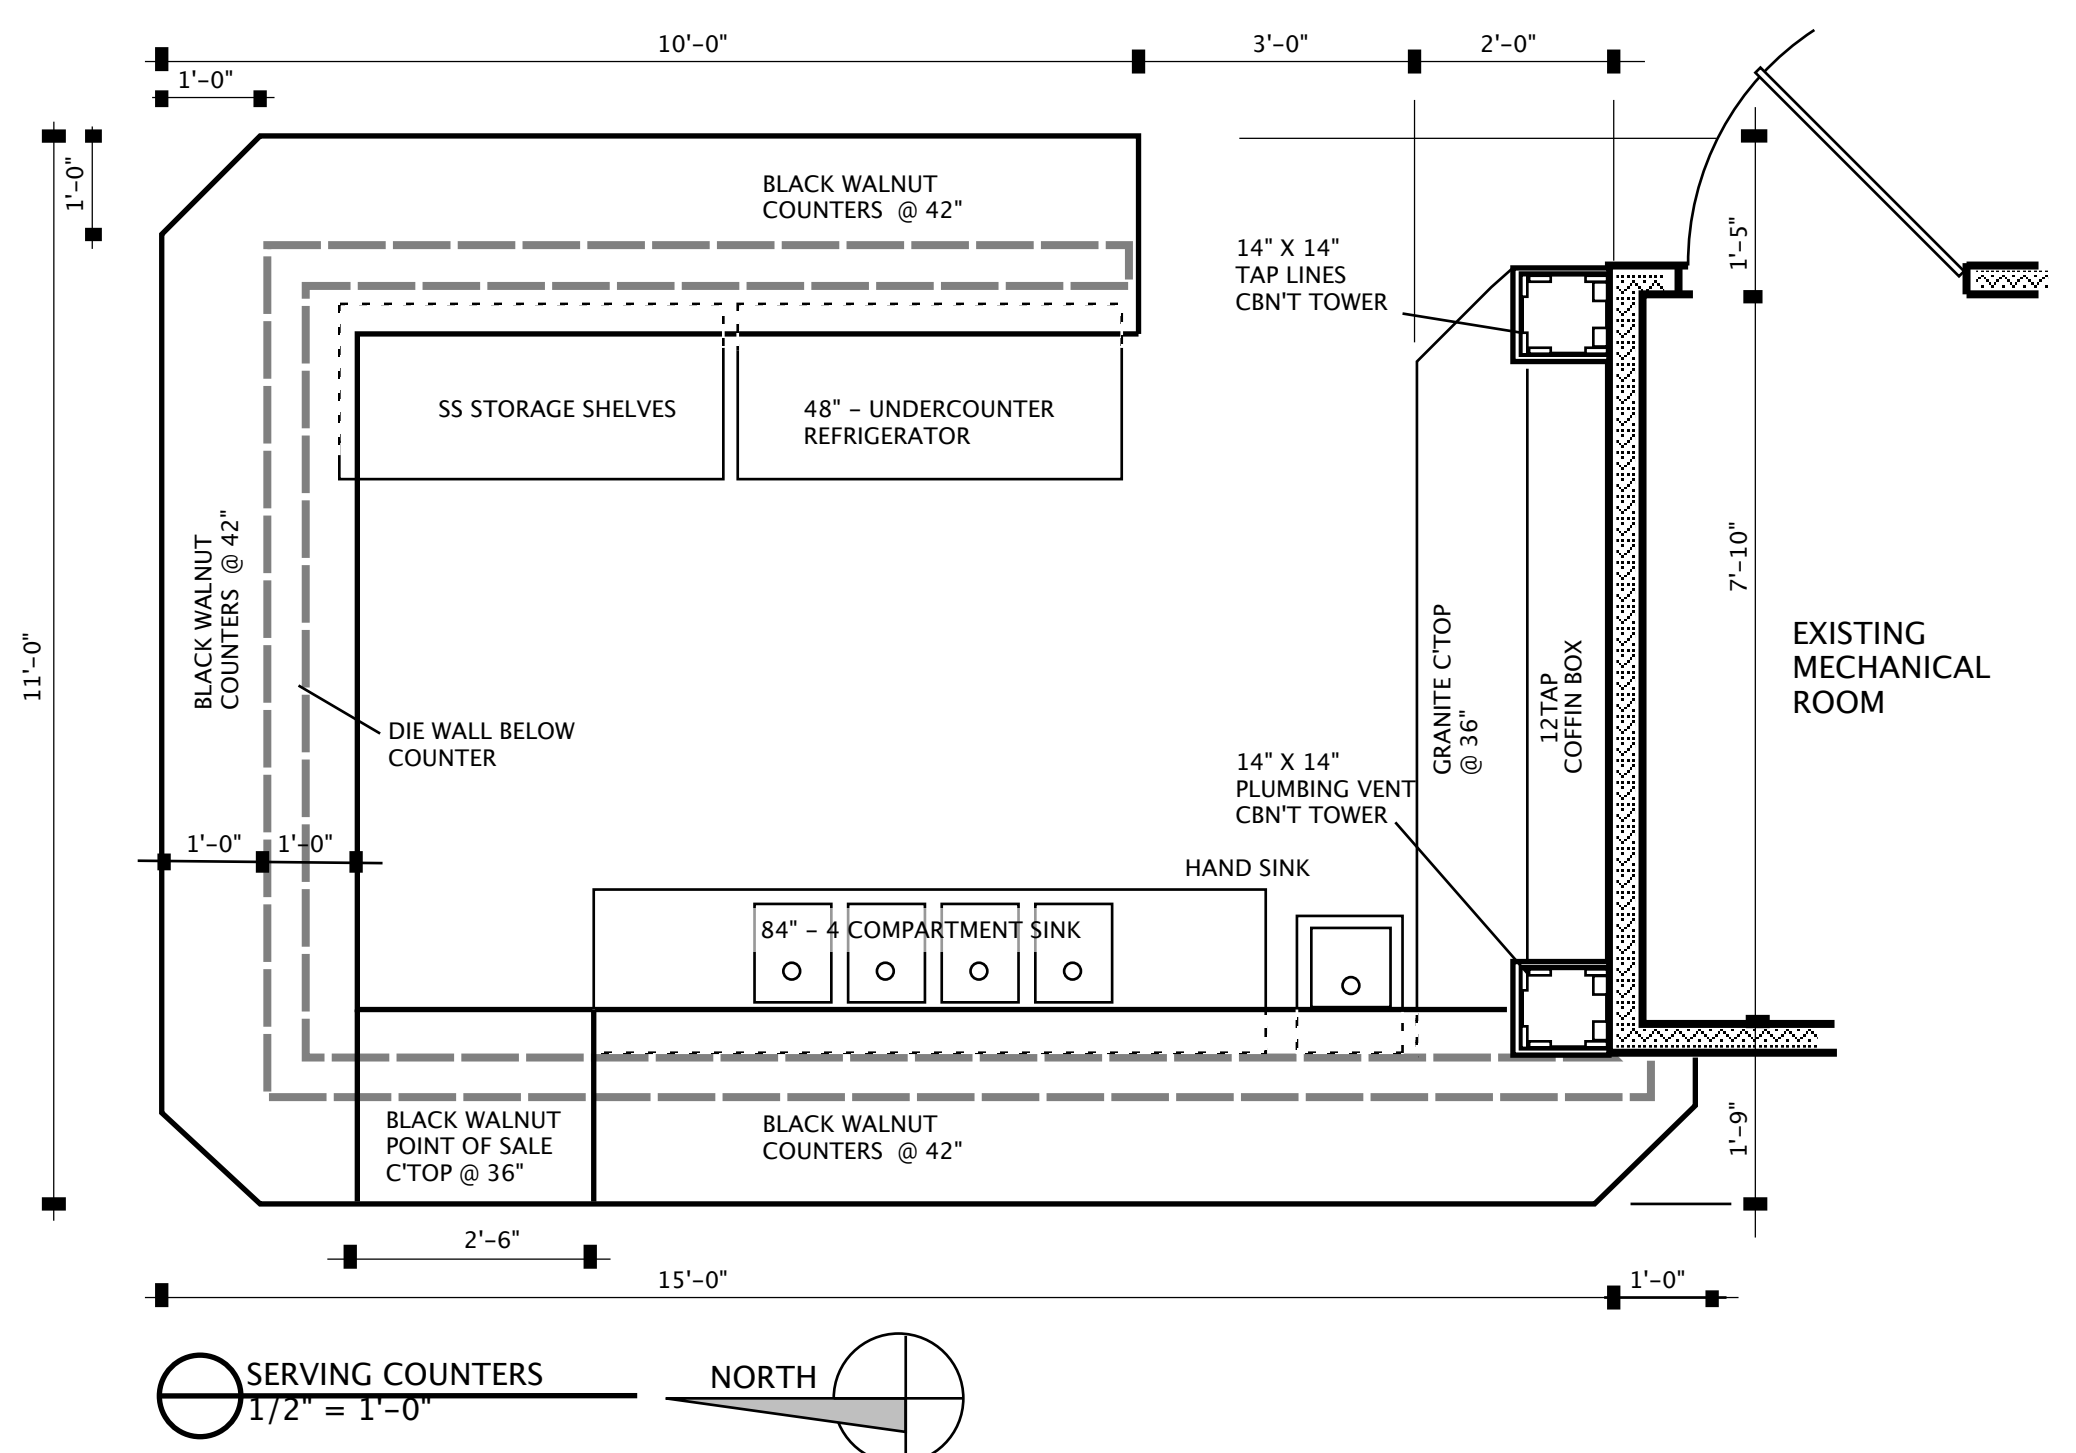 10'-0"
3'-0"
2'-0"
1'-0"
1'-0"
BLACK WALNUT
COUNTERS @ 42"
14" X 14"
TAP LINES
CBN'T TOWER
1'-5"
SS STORAGE SHELVES
48" - UNDERCOUNTER
REFRIGERATOR
BLACK WALNUT
COUNTERS @ 42"
7'-10"
11'-0"
GRANITE C'TOP
@ 36"
12TAP
COFFIN BOX
EXISTING
MECHANICAL
ROOM
DIE WALL BELOW
COUNTER
14" X 14"
PLUMBING VENT
CBN'T TOWER
1'-0"
1'-0"
HAND SINK
84" - 4 COMPARTMENT SINK
BLACK WALNUT
POINT OF SALE
C'TOP @ 36"
BLACK WALNUT
COUNTERS @ 42"
1'-9"
2'-6"
15'-0"
1'-0"
SERVING COUNTERS
1/2" = 1'-0"
NORTH